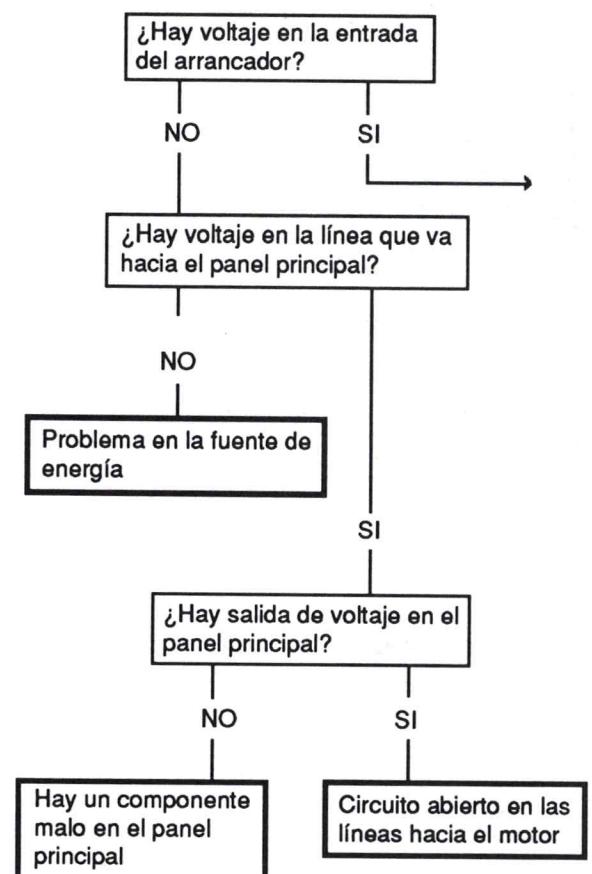 ¿Hay voltaje en la entrada
del arrancador?
NO
SI
¿Hay voltaje en la línea que va
hacia el panel principal?
NO
Problema en la fuente de
energía
SI
¿Hay salida de voltaje en el
panel principal?
NO
SI
Hay un componente
malo en el panel
principal
Circuito abierto en las
líneas hacia el motor